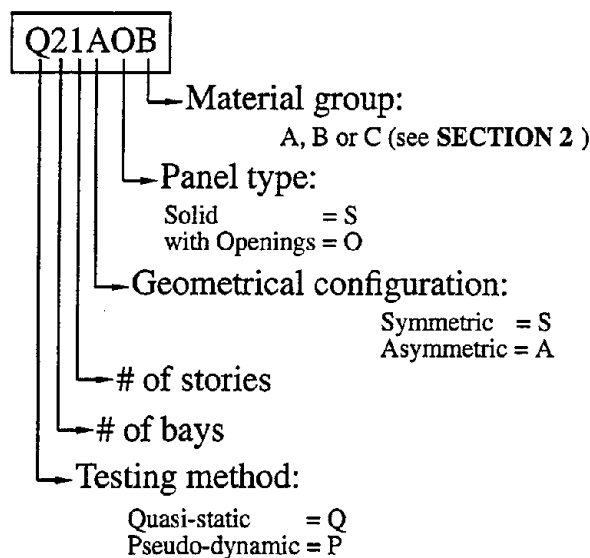 Q21AOB
Material group:
A, B or C (see SECTION 2 )
Panel type:
Solid = S
with Openings = O
Geometrical configuration:
Symmetric = S
Asymmetric = A
# of stories
# of bays
Testing method:
Quasi-static = Q
Pseudo-dynamic = P